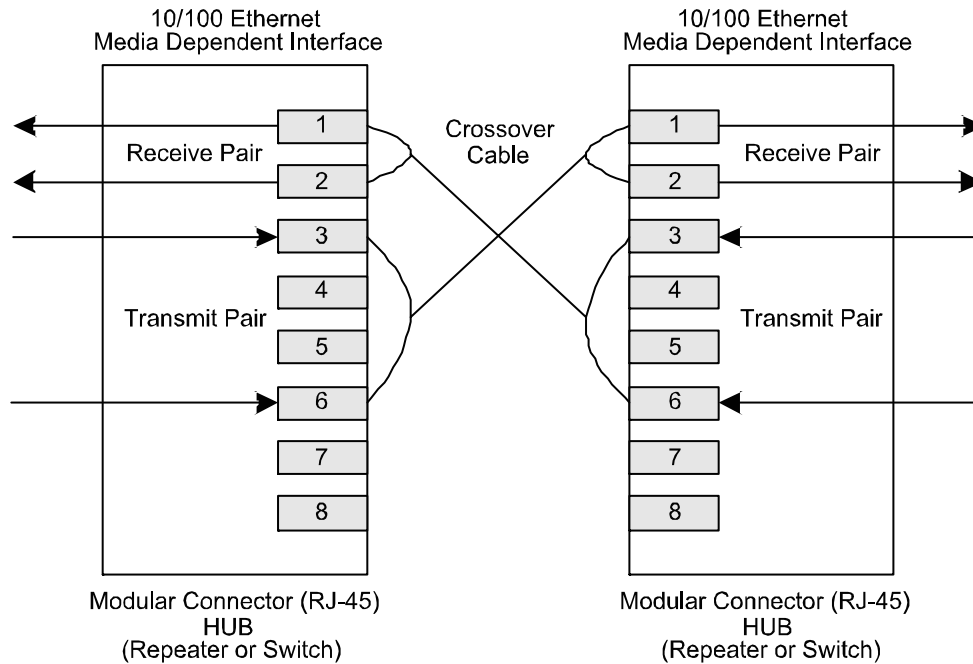 10/100 Ethernet
Media Dependent Interface
10/100 Ethernet
Media Dependent Interface
1
Receive Pair
2
3
4
Transmit Pair
5
6
7
8
Crossover
Cable
1
Receive Pair
2
3
4
Transmit Pair
5
6
7
8
Modular Connector (RJ-45)
HUB
(Repeater or Switch)
Modular Connector (RJ-45)
HUB
(Repeater or Switch)